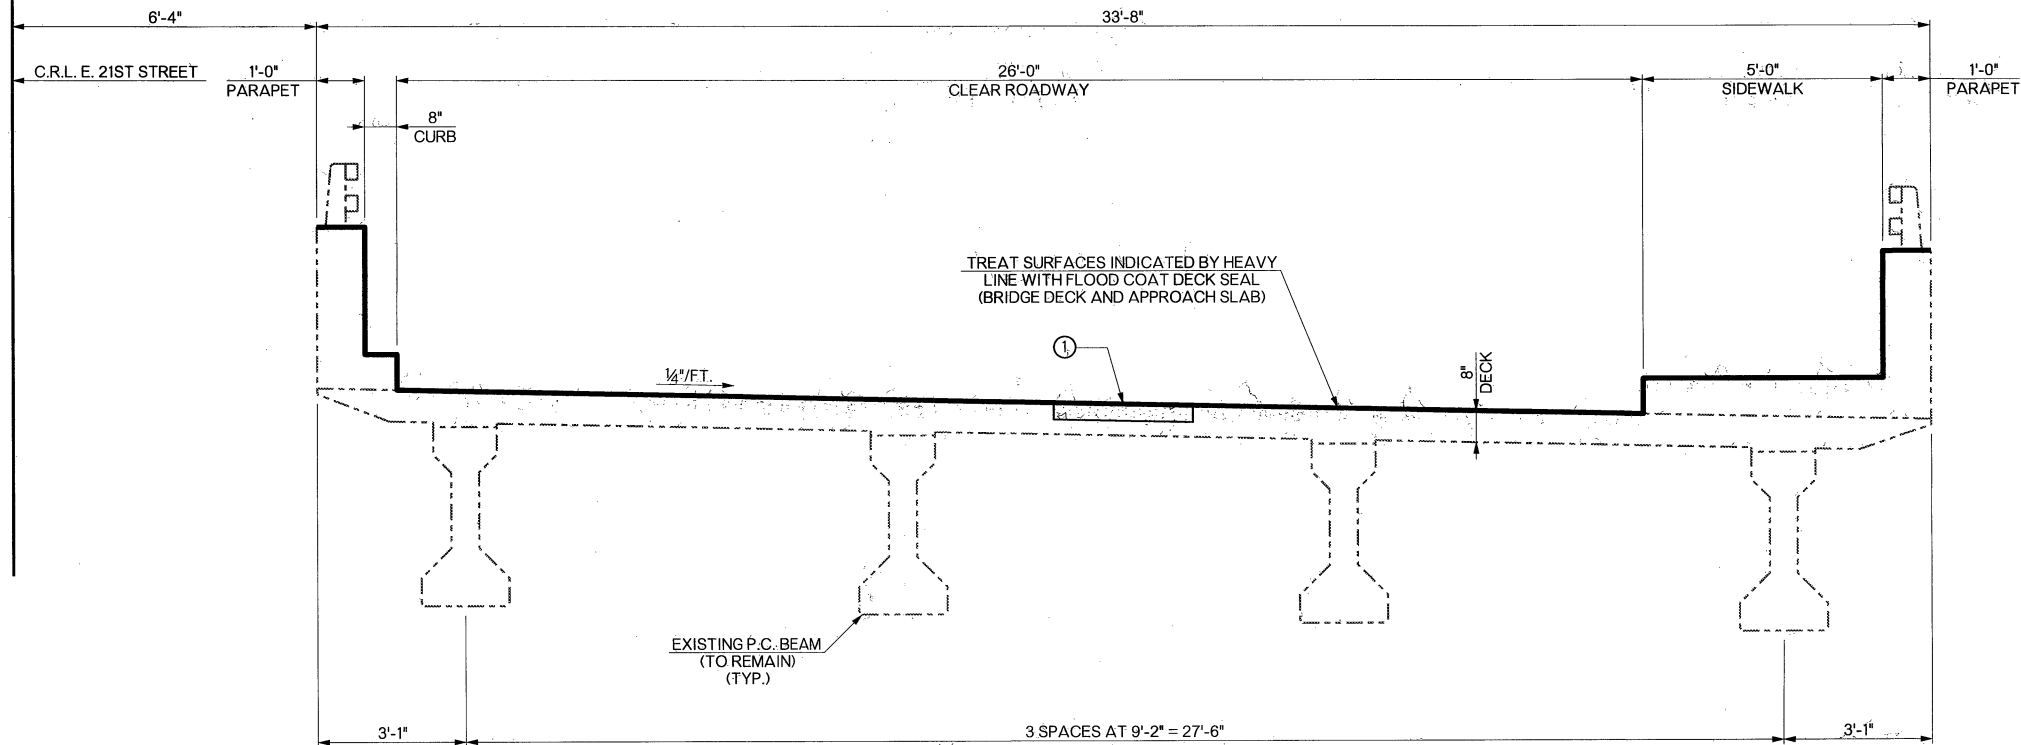 6'-4"
33'-8"
C.R.L. E. 21ST STREET
1'-0"
PARAPET
26'-0"
CLEAR ROADWAY
5'-0"
SIDEWALK
1'-0"
PARAPET
8"
CURB
TREAT SURFACES INDICATED BY HEAVY
LINE WITH FLOOD COAT DECK SEAL
(BRIDGE DECK AND APPROACH SLAB)
1
1/4"/FT.
8"
DECK
EXISTING P.C. BEAM
(TO REMAIN)
(TYP.)
3'-1"
3 SPACES AT 9'-2" = 27'-6"
3'-1"